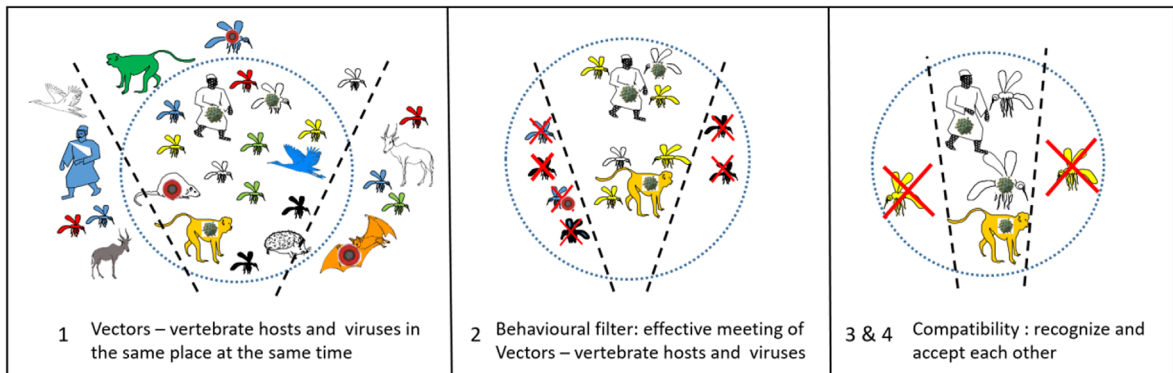 1 Vectors – vertebrate hosts and viruses in
the same place at the same time
2 Behavioural filter: effective meeting of
Vectors – vertebrate hosts and viruses
3 & 4 Compatibility : recognize and
accept each other